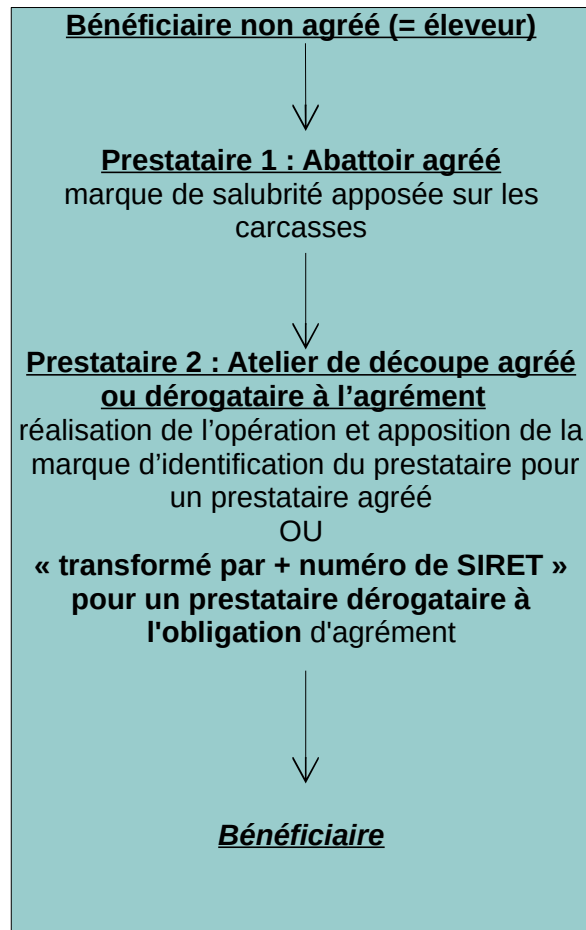 Bénéficiaire non agréé (= éleveur)
Prestataire 1 : Abattoir agréé
marque de salubrité apposée sur les
carcasses
Prestataire 2 : Atelier de découpe agréé
ou dérogataire à l’agrément
réalisation de l’opération et apposition de la
marque d’identification du prestataire pour
un prestataire agréé
OU
« transformé par + numéro de SIRET »
pour un prestataire dérogataire à
l'obligation d'agrément
Bénéficiaire